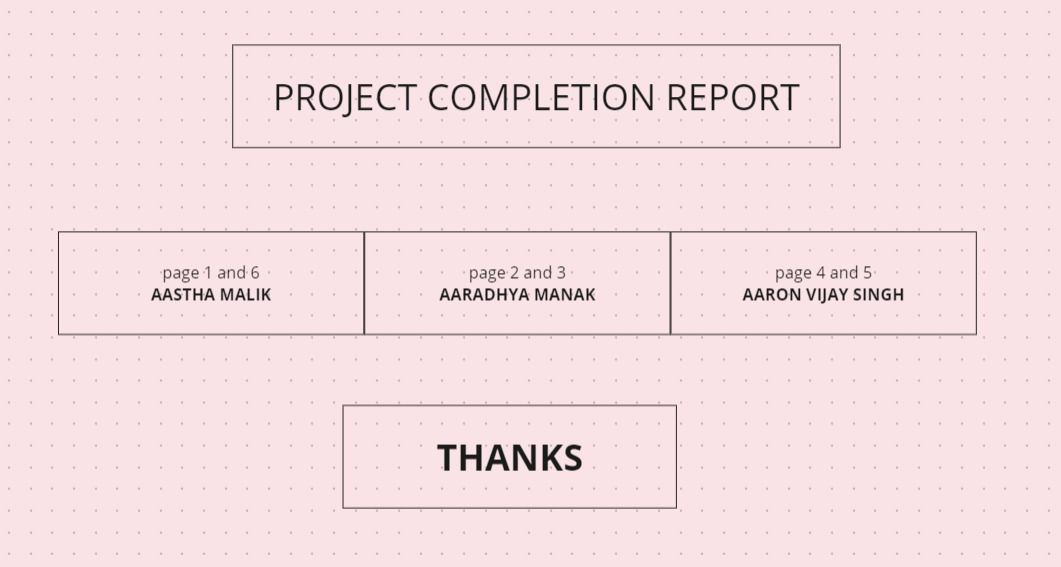 PROJECT COMPLETION REPORT
page 1 and 6
AASTHA MALIK
page 2 and 3
AARADHYA MANAK
page 4 and 5
AARON VIJAY SINGH
THANKS